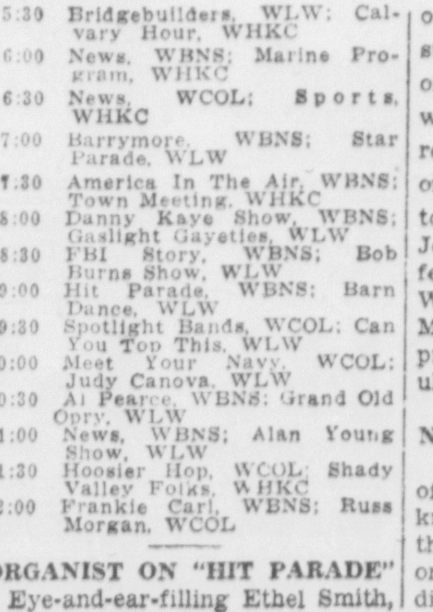 5:30 Bridgebuilders, WLW; Cal-
vary Hour, WHKC
6:00 News, WBNS; Marine Pro-
gram, WHKC
6:30 News, WCOL; Sports,
WHKC
7:00 Barrymore, WBNS; Star
Parade, WLW
7:30 America In The Air, WBNS;
Town Meeting, WHKC
8:00 Danny Kaye Show, WBNS;
Gaslight Gayeties, WLW
8:30 FBI Story, WBNS; Bob
Burns Show, WLW
9:00 Hit Parade, WBNS; Barn
Dance, WLW
9:30 Spotlight Bands, WCOL; Can
You Top This, WLW
0:00 Meet Your Navy, WCOL;
Judy Canova, WLW
0:30 Al Pearce, WBNS; Grand Old
Opry, WLW
1:00 News, WBNS; Alan Young
Show, WLW
1:30 Hoosier Hop, WCOL; Shady
Valley Folks, WHKC
2:00 Frankie Carl, WBNS; Russ
Morgan, WCOL
ORGANIST ON "HIT PARADE"
Eye-and-ear-filling Ethel Smith,